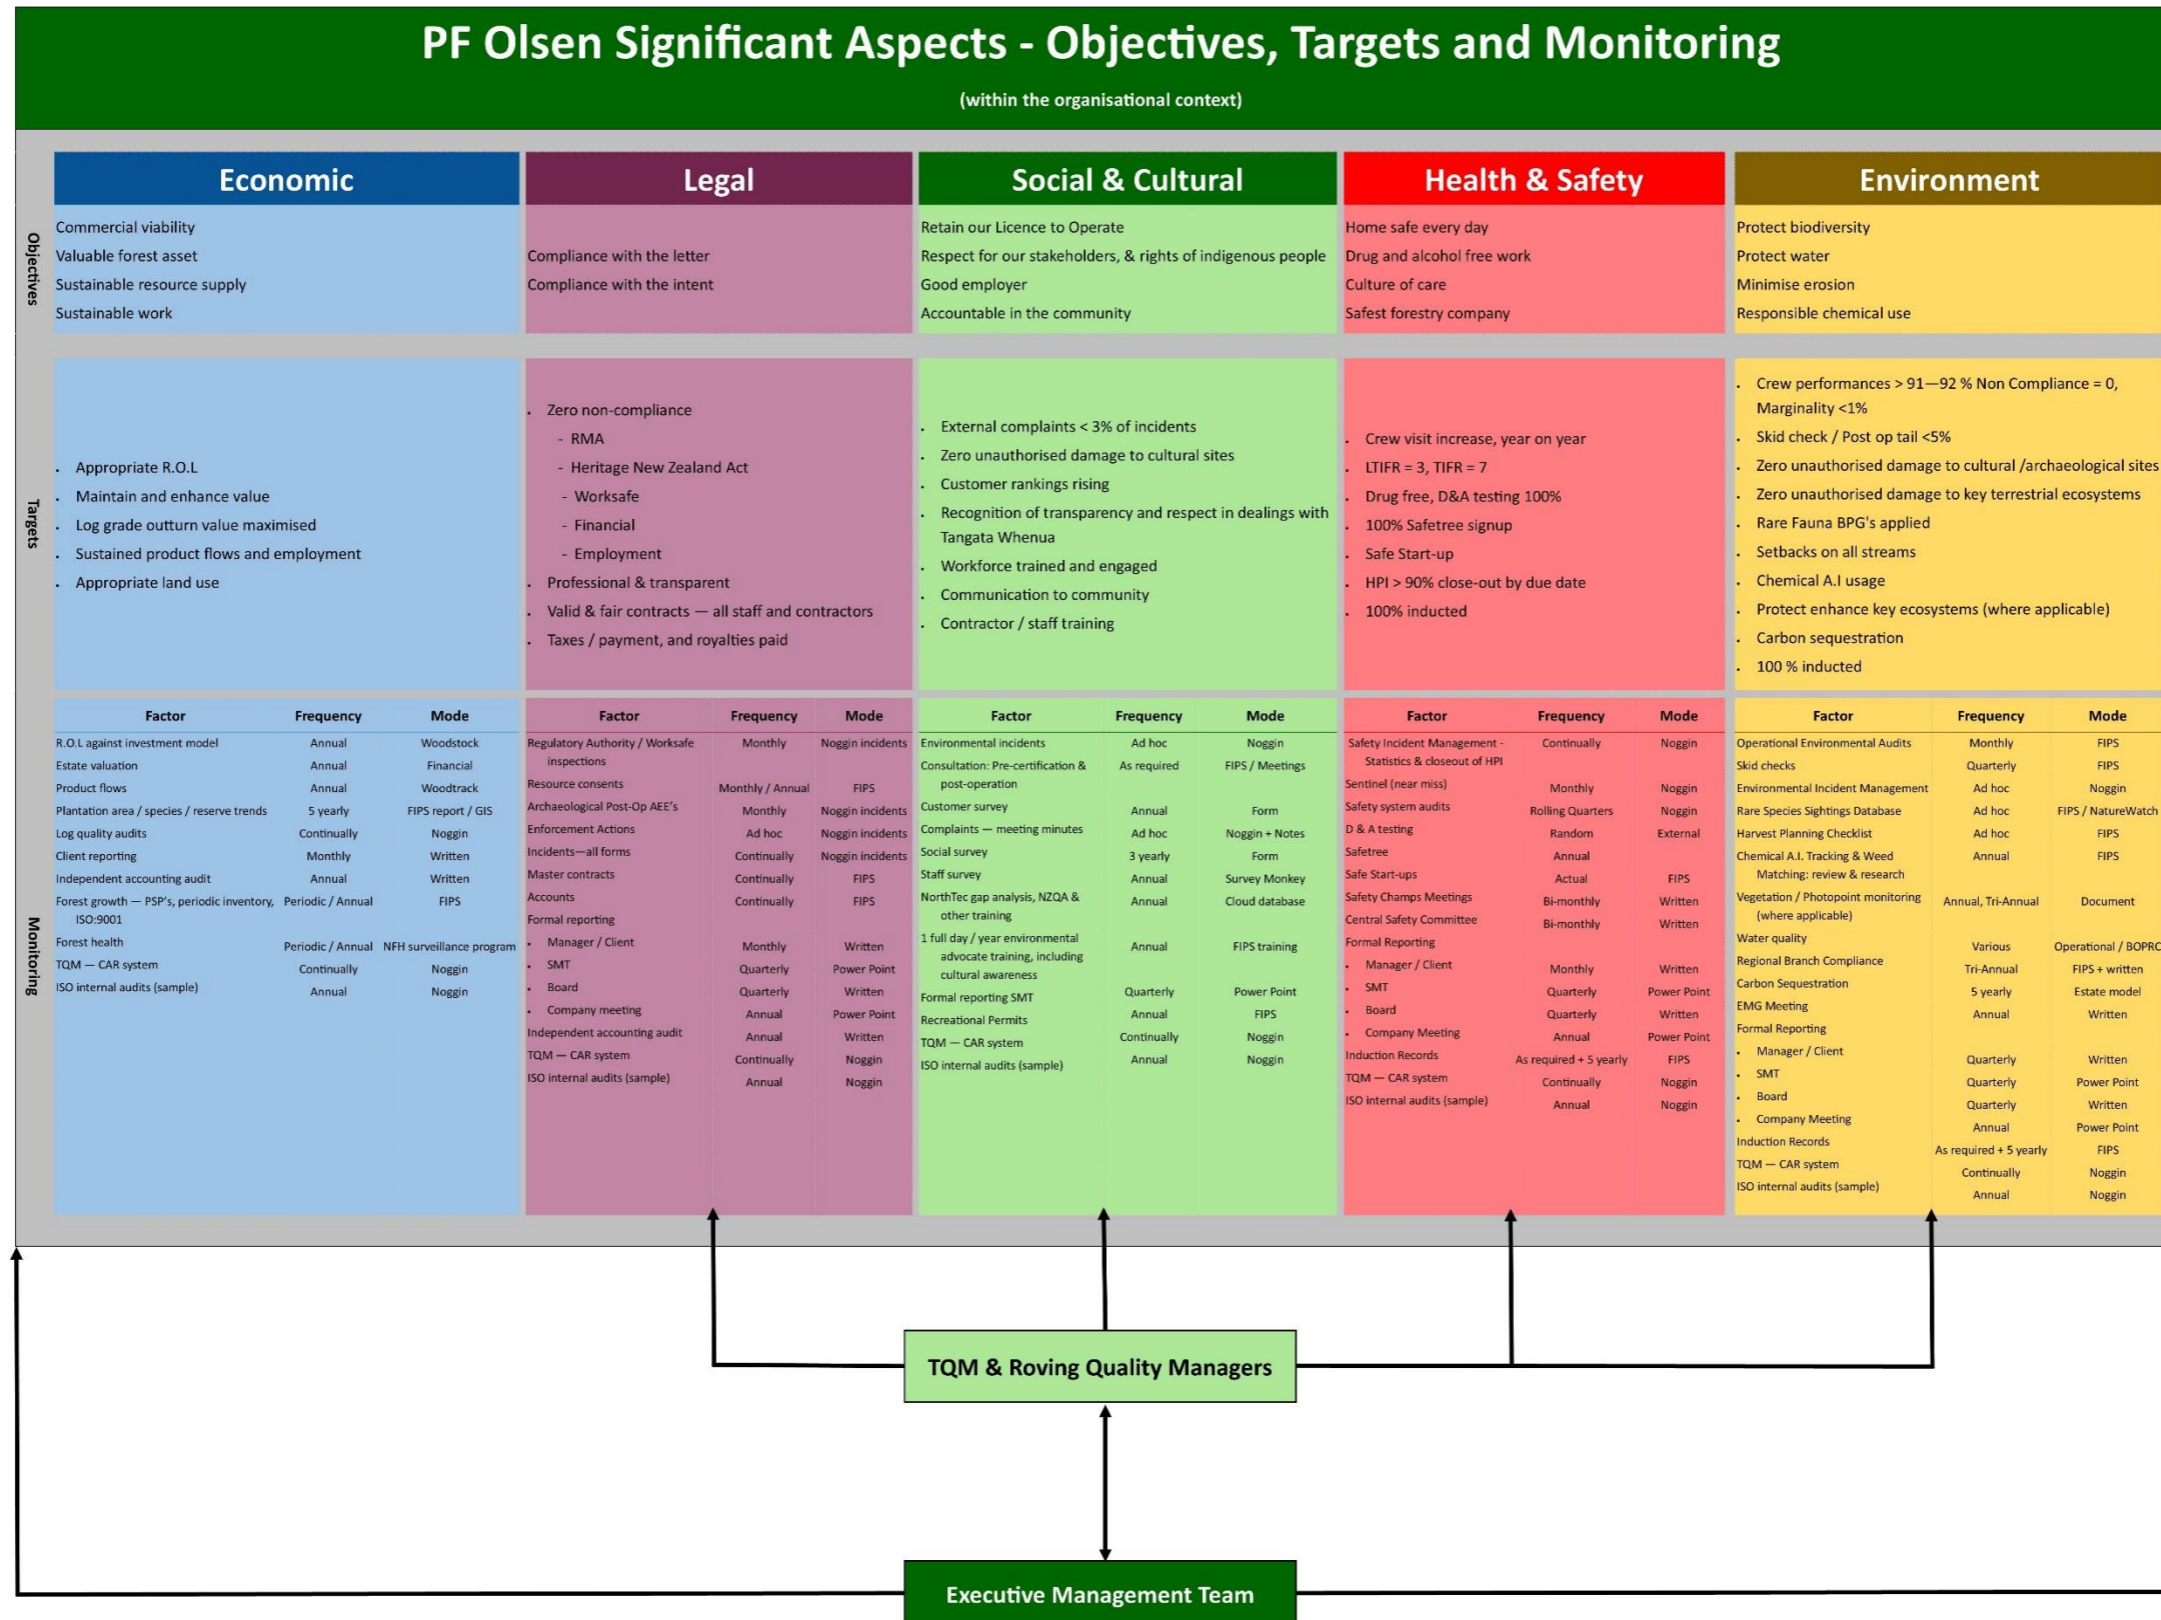 PF Olsen Significant Aspects - Objectives, Targets and Monitoring
(within the organisational context)
Objectives
Targets
Monitoring
Economic
Commercial viability
Valuable forest asset
Sustainable resource supply
Sustainable work
. Appropriate R.O.L
. Maintain and enhance value
. Log grade outturn value maximised
. Sustained product flows and employment
. Appropriate land use
Factor Frequency Mode
R.O.L against investment model Annual Woodstock
Estate valuation Annual Financial
Product flows Annual Woodtrack
Plantation area / species / reserve trends 5 yearly FIPS report / GIS
Log quality audits Continually Noggin
Client reporting Monthly Written
Independent accounting audit Annual Written
Forest growth — PSP's, periodic inventory, Periodic / Annual FIPS
ISO:9001
Forest health Periodic / Annual NFH surveillance program
TQM — CAR system Continually Noggin
ISO internal audits (sample) Annual Noggin
Legal
Compliance with the letter
Compliance with the intent
. Zero non-compliance
- RMA
- Heritage New Zealand Act
- Worksafe
- Financial
- Employment
. Professional & transparent
. Valid & fair contracts — all staff and contractors
. Taxes / payment, and royalties paid
Factor Frequency Mode
Regulatory Authority / Worksafe Monthly Noggin incidents
inspections
Resource consents Monthly / Annual FIPS
Archaeological Post-Op AEE's Monthly Noggin incidents
Enforcement Actions Ad hoc Noggin incidents
Incidents—all forms Continually Noggin incidents
Master contracts Continually FIPS
Accounts Continually FIPS
Formal reporting
. Manager / Client Monthly Written
. SMT Quarterly Power Point
. Board Quarterly Written
. Company meeting Annual Power Point
Independent accounting audit Annual Written
TQM — CAR system Continually Noggin
ISO internal audits (sample) Annual Noggin
Social & Cultural
Retain our Licence to Operate
Respect for our stakeholders, & rights of indigenous people
Good employer
Accountable in the community
. External complaints < 3% of incidents
. Zero unauthorised damage to cultural sites
. Customer rankings rising
. Recognition of transparency and respect in dealings with
Tangata Whenua
. Workforce trained and engaged
. Communication to community
. Contractor / staff training
Factor Frequency Mode
Environmental incidents Ad hoc Noggin
Consultation: Pre-certification & As required FIPS / Meetings
post-operation
Customer survey Annual Form
Complaints — meeting minutes Ad hoc Noggin + Notes
Social survey 3 yearly Form
Staff survey Annual Survey Monkey
NorthTec gap analysis, NZQA & Annual Cloud database
other training
1 full day / year environmental Annual FIPS training
advocate training, including
cultural awareness
Formal reporting SMT Quarterly Power Point
Recreational Permits Annual FIPS
TQM — CAR system Continually Noggin
ISO internal audits (sample) Annual Noggin
Health & Safety
Home safe every day
Drug and alcohol free work
Culture of care
Safest forestry company
. Crew visit increase, year on year
. LTIFR = 3, TIFR = 7
. Drug free, D&A testing 100%
. 100% Safetree signup
. Safe Start-up
. HPI > 90% close-out by due date
. 100% inducted
Factor Frequency Mode
Safety Incident Management - Continually Noggin
Statistics & closeout of HPI
Sentinel (near miss) Monthly Noggin
Safety system audits Rolling Quarters Noggin
D & A testing Random External
Safetree Annual
Safe Start-ups Actual FIPS
Safety Champs Meetings Bi-monthly Written
Central Safety Committee Bi-monthly Written
Formal Reporting
. Manager / Client Monthly Written
. SMT Quarterly Power Point
. Board Quarterly Written
. Company Meeting Annual Power Point
Induction Records As required + 5 yearly FIPS
TQM — CAR system Continually Noggin
ISO internal audits (sample) Annual Noggin
Environment
Protect biodiversity
Protect water
Minimise erosion
Responsible chemical use
. Crew performances > 91—92 % Non Compliance = 0,
Marginality <1%
. Skid check / Post op tail <5%
. Zero unauthorised damage to cultural /archaeological sites
. Zero unauthorised damage to key terrestrial ecosystems
. Rare Fauna BPG's applied
. Setbacks on all streams
. Chemical A.I usage
. Protect enhance key ecosystems (where applicable)
. Carbon sequestration
. 100 % inducted
Factor Frequency Mode
Operational Environmental Audits Monthly FIPS
Skid checks Quarterly FIPS
Environmental Incident Management Ad hoc Noggin
Rare Species Sightings Database Ad hoc FIPS / NatureWatch
Harvest Planning Checklist Ad hoc FIPS
Chemical A.I. Tracking & Weed Annual FIPS
Matching: review & research
Vegetation / Photopoint monitoring Annual, Tri-Annual Document
(where applicable)
Water quality Various Operational / BOPRC
Regional Branch Compliance Tri-Annual FIPS + written
Carbon Sequestration 5 yearly Estate model
EMG Meeting Annual Written
Formal Reporting
. Manager / Client Quarterly Written
. SMT Quarterly Power Point
. Board Quarterly Written
. Company Meeting Annual Power Point
Induction Records As required + 5 yearly FIPS
TQM — CAR system Continually Noggin
ISO internal audits (sample) Annual Noggin
TQM & Roving Quality Managers
Executive Management Team